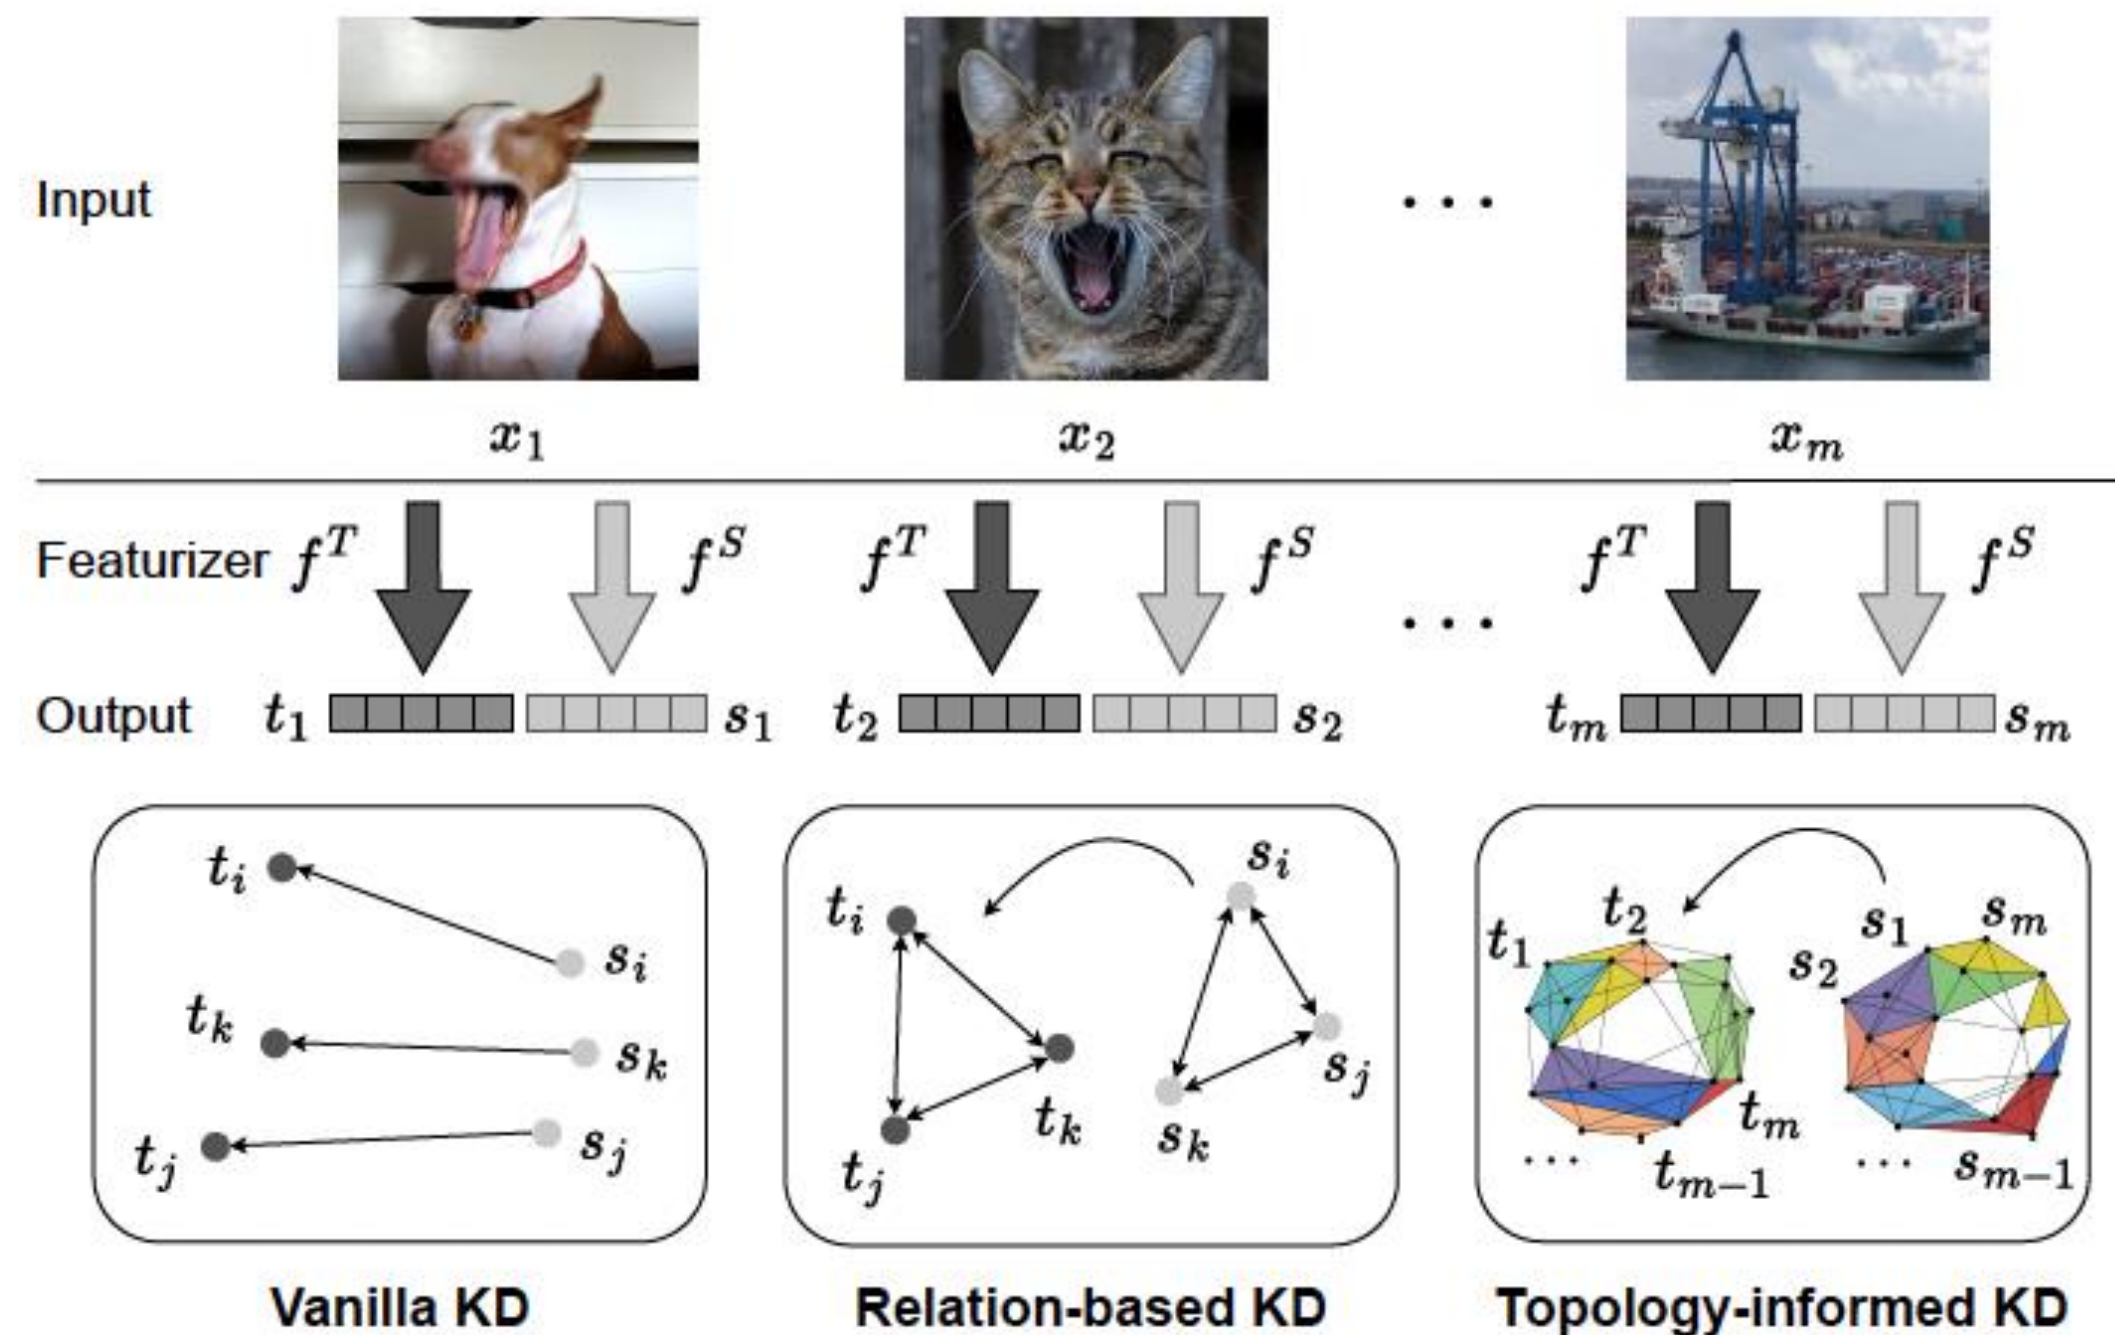 Input
. . .
x₁ x₂ xₘ
Featurizer fᵀ fˢ fᵀ fˢ fᵀ fˢ
. . .
Output t₁ s₁ t₂ s₂ tₘ sₘ
tᵢ
sᵢ
tₖ
sₖ
tⱼ
sⱼ
sᵢ
tᵢ
sⱼ
tₖ
sₖ
tⱼ
t₂ s₁ sₘ
t₁ s₂
tₘ
. . . tₘ₋₁ . . . sₘ₋₁
Vanilla KD Relation-based KD Topology-informed KD